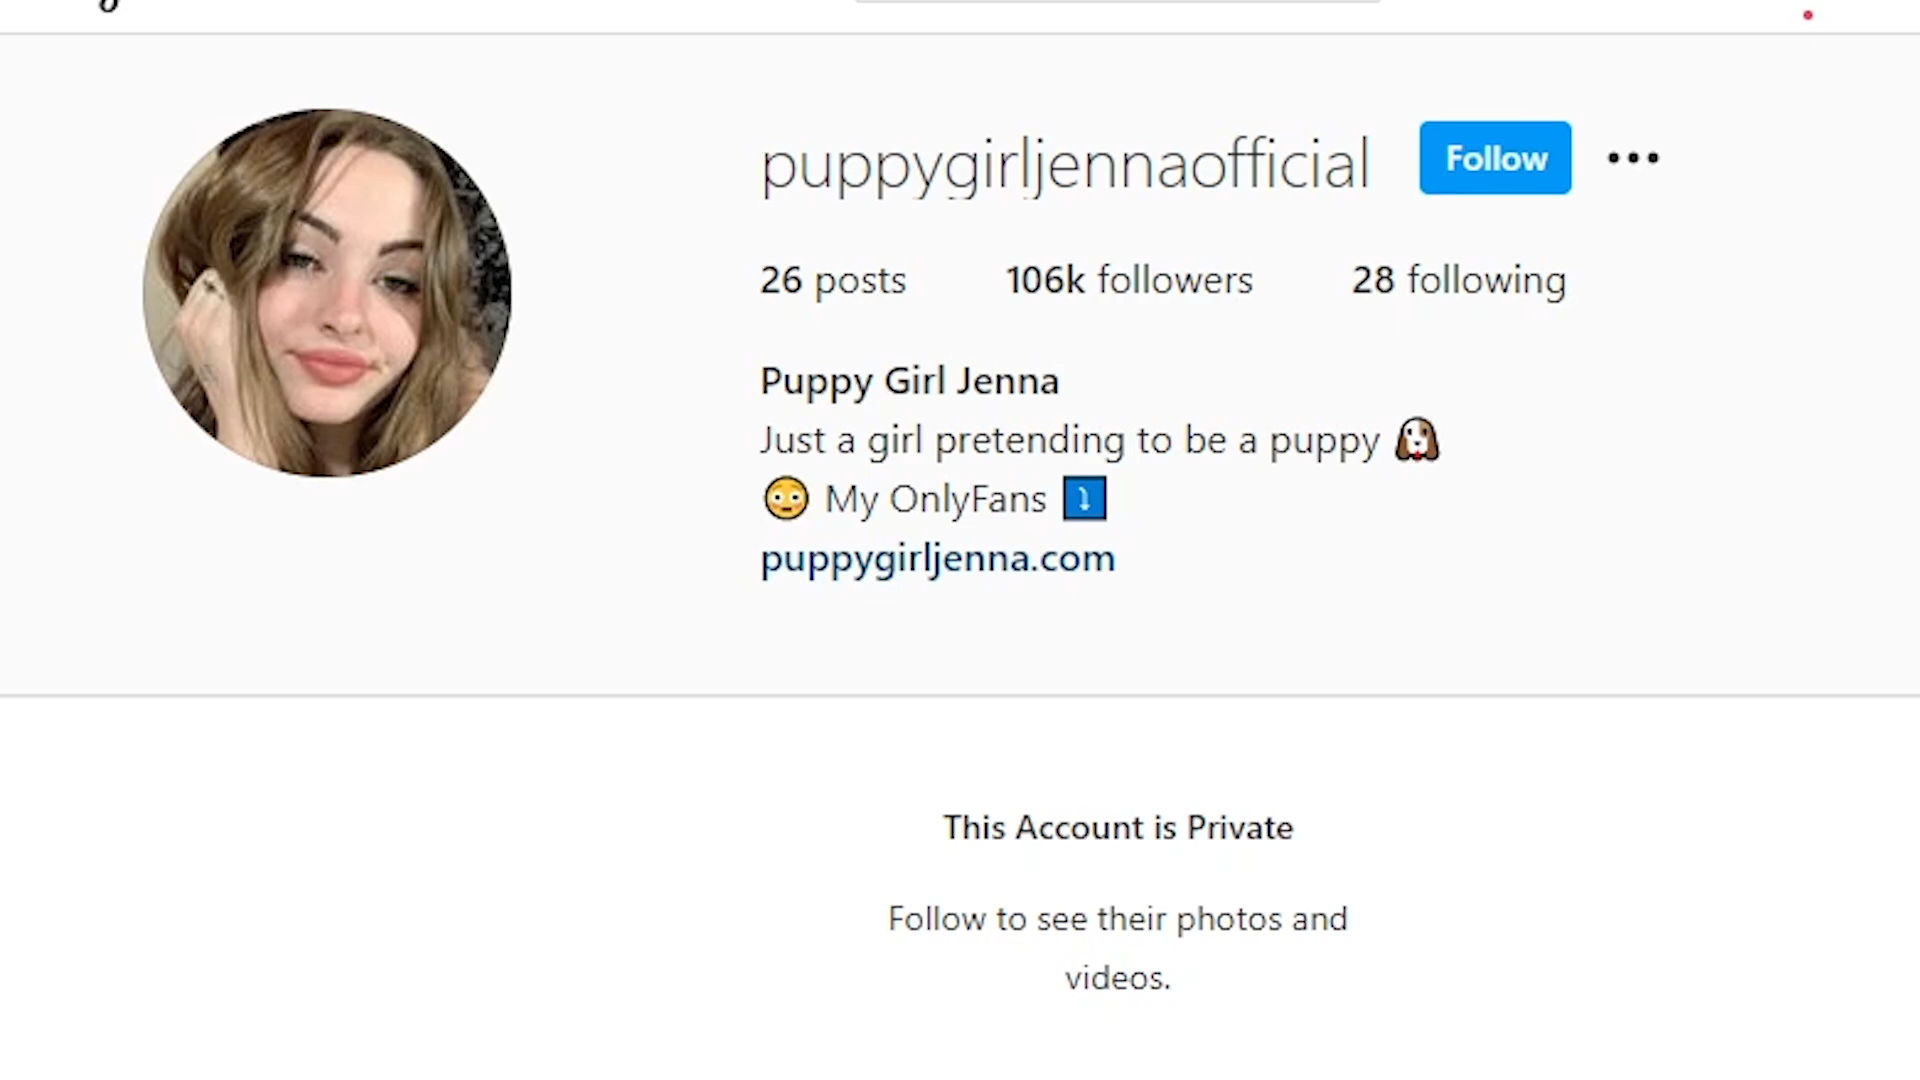 puppygirljennaofficial Follow
26 posts 106k followers 28 following
Puppy Girl Jenna
Just a girl pretending to be a puppy 🐶
😳 My OnlyFans ⤵️
puppygirljenna.com
This Account is Private
Follow to see their photos and
videos.